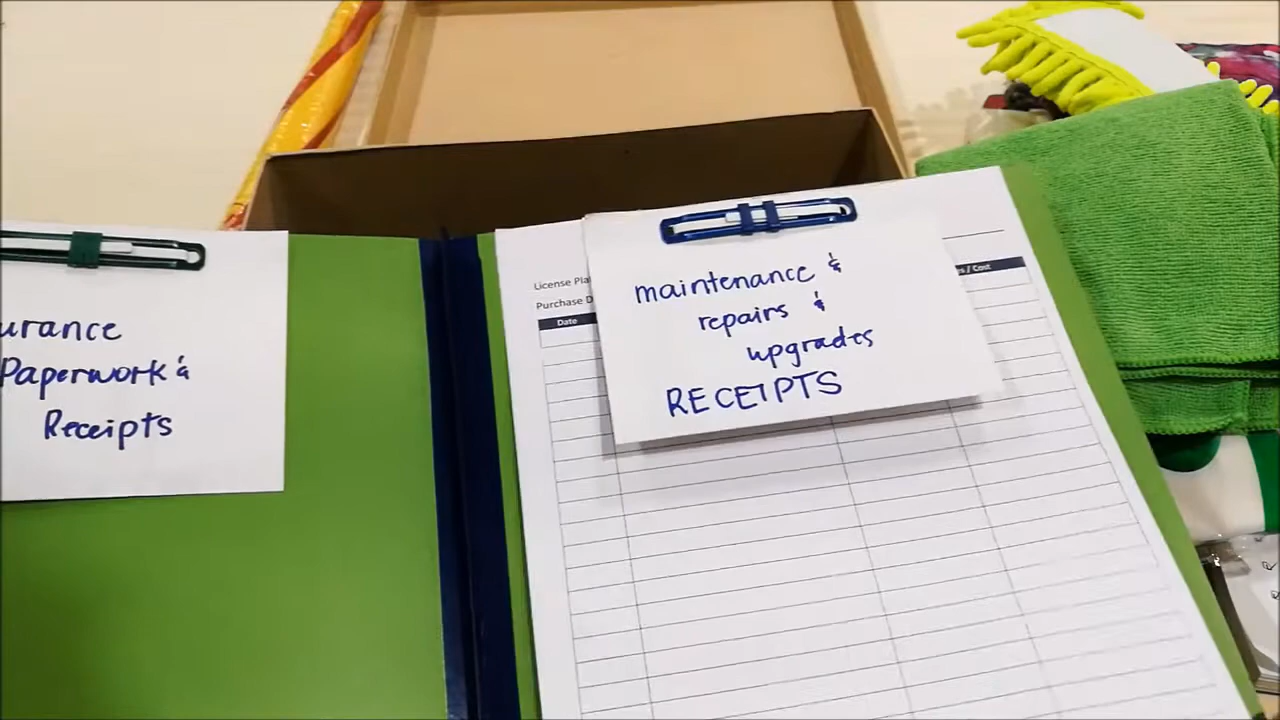 urance
Paperwork &
Receipts
maintenance &
repairs &
upgrades
RECEIPTS
License Pla
Purchase D
Date
s / Cost